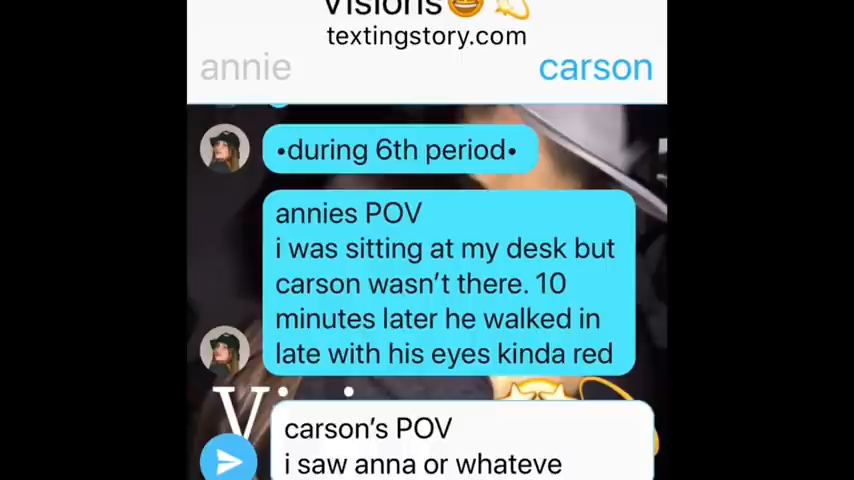 Visions
textingstory.com
annie
carson
•during 6th period•
annies POV
i was sitting at my desk but
carson wasn't there. 10
minutes later he walked in
late with his eyes kinda red
carson's POV
i saw anna or whateve